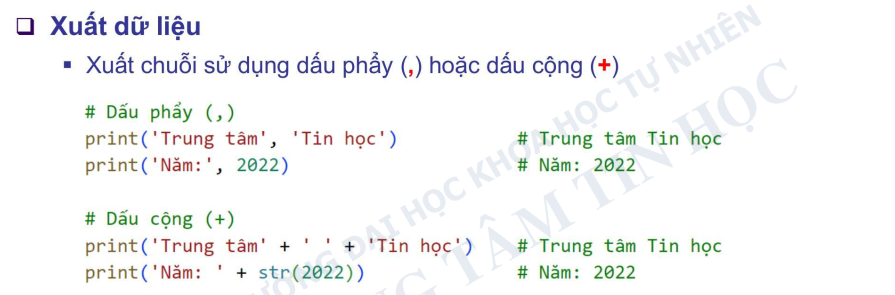 Xuất dữ liệu
Xuất chuỗi sử dụng dấu phẩy (,) hoặc dấu cộng (+)
# Dấu phẩy (,)
print('Trung tâm', 'Tin học') # Trung tâm Tin học
print('Năm:', 2022) # Năm: 2022
# Dấu cộng (+)
print('Trung tâm' + ' ' + 'Tin học') # Trung tâm Tin học
print('Năm: ' + str(2022)) # Năm: 2022
ĐẠI HỌC KHOA HỌC TỰ NHIÊN
TÂM TIN HỌC